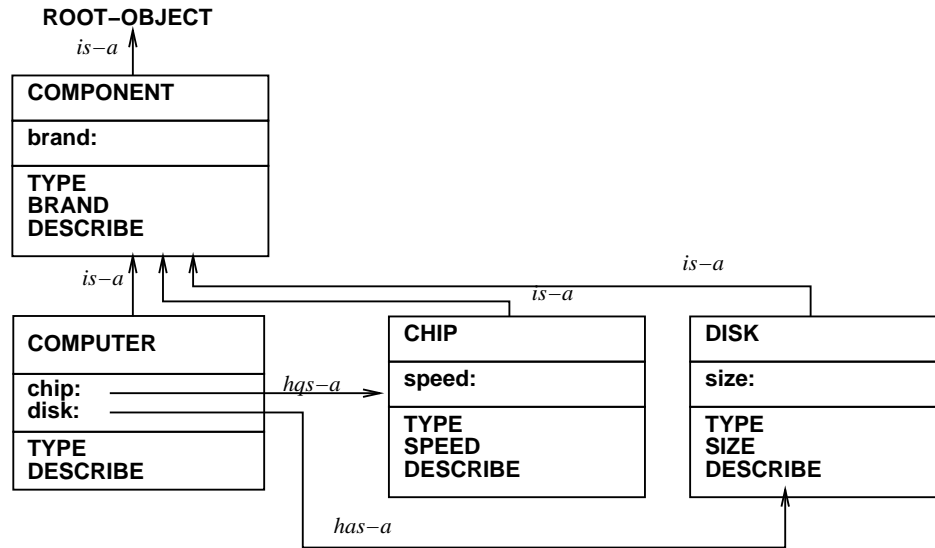 ROOT–OBJECT
is–a
COMPONENT
brand:
TYPE
BRAND
DESCRIBE
is–a
is–a
is–a
COMPUTER
chip:
disk:
TYPE
DESCRIBE
hqs–a
CHIP
speed:
TYPE
SPEED
DESCRIBE
DISK
size:
TYPE
SIZE
DESCRIBE
has–a